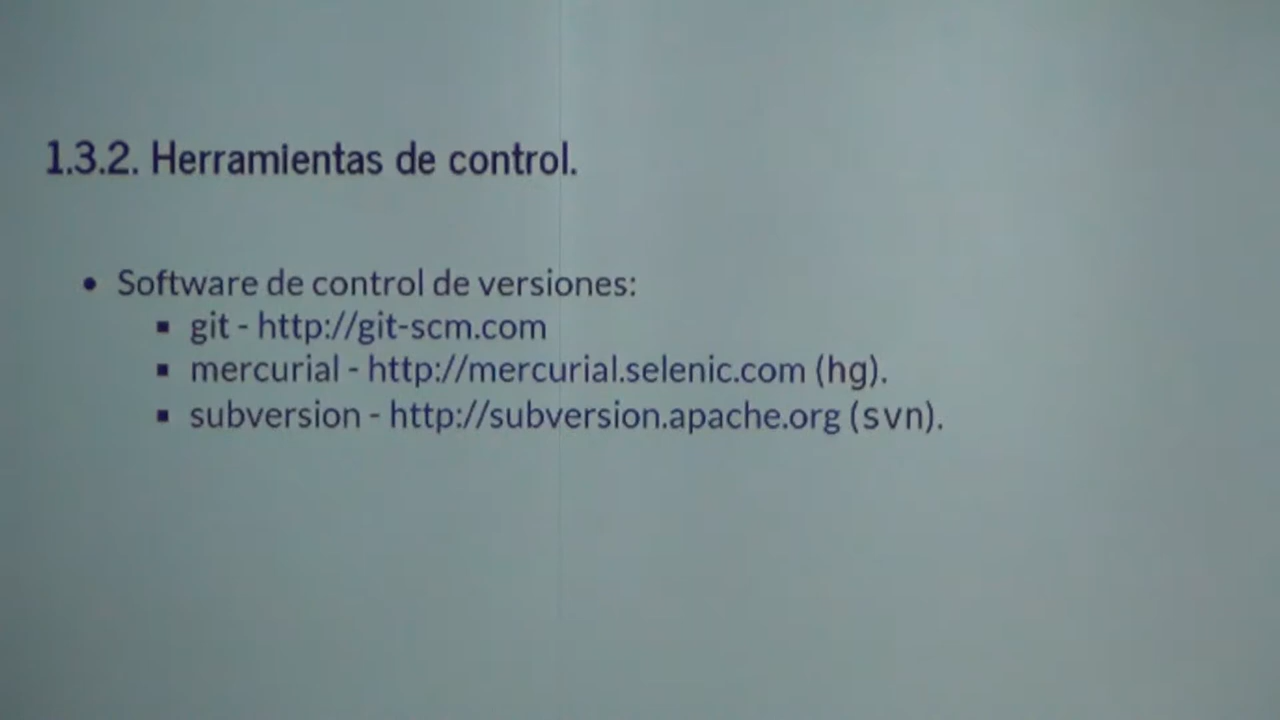 1.3.2. Herramientas de control.
• Software de control de versiones:
▪ git - http://git-scm.com
▪ mercurial - http://mercurial.selenic.com (hg).
▪ subversion - http://subversion.apache.org (svn).